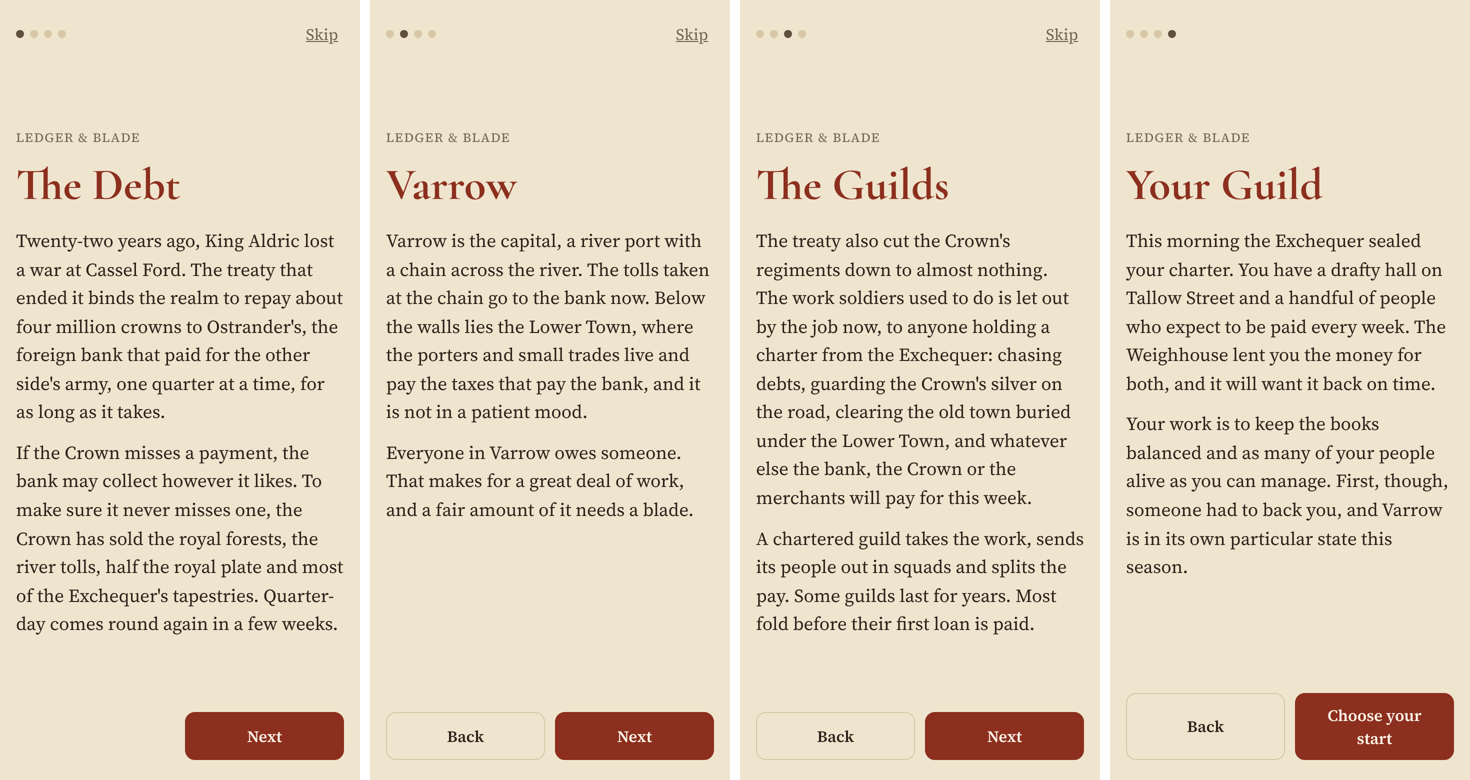 Skip
LEDGER & BLADE
The Debt
Twenty-two years ago, King Aldric lost
a war at Cassel Ford. The treaty that
ended it binds the realm to repay about
four million crowns to Ostrander's, the
foreign bank that paid for the other
side's army, one quarter at a time, for
as long as it takes.
If the Crown misses a payment, the
bank may collect however it likes. To
make sure it never misses one, the
Crown has sold the royal forests, the
river tolls, half the royal plate and most
of the Exchequer's tapestries. Quarter-
day comes round again in a few weeks.
Next
Skip
LEDGER & BLADE
Varrow
Varrow is the capital, a river port with
a chain across the river. The tolls taken
at the chain go to the bank now. Below
the walls lies the Lower Town, where
the porters and small trades live and
pay the taxes that pay the bank, and it
is not in a patient mood.
Everyone in Varrow owes someone.
That makes for a great deal of work,
and a fair amount of it needs a blade.
Back
Next
Skip
LEDGER & BLADE
The Guilds
The treaty also cut the Crown's
regiments down to almost nothing.
The work soldiers used to do is let out
by the job now, to anyone holding a
charter from the Exchequer: chasing
debts, guarding the Crown's silver on
the road, clearing the old town buried
under the Lower Town, and whatever
else the bank, the Crown or the
merchants will pay for this week.
A chartered guild takes the work, sends
its people out in squads and splits the
pay. Some guilds last for years. Most
fold before their first loan is paid.
Back
Next
LEDGER & BLADE
Your Guild
This morning the Exchequer sealed
your charter. You have a drafty hall on
Tallow Street and a handful of people
who expect to be paid every week. The
Weighhouse lent you the money for
both, and it will want it back on time.
Your work is to keep the books
balanced and as many of your people
alive as you can manage. First, though,
someone had to back you, and Varrow
is in its own particular state this
season.
Back
Choose your
start